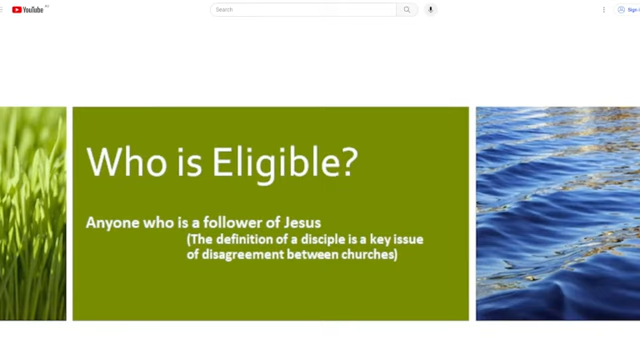 YouTube
Search
Sign i
Who is Eligible?
Anyone who is a follower of Jesus
(The definition of a disciple is a key issue
of disagreement between churches)